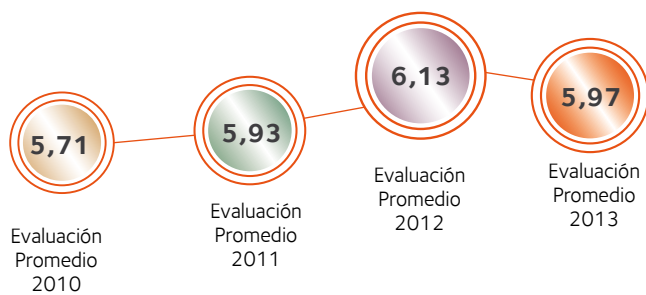 5,71
Evaluación
Promedio
2010
5,93
Evaluación
Promedio
2011
6,13
Evaluación
Promedio
2012
5,97
Evaluación
Promedio
2013